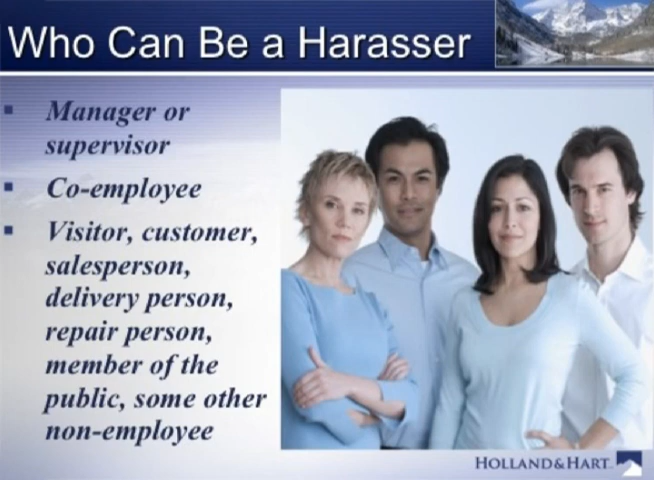 Who Can Be a Harasser
Manager or
supervisor
Co-employee
Visitor, customer,
salesperson,
delivery person,
repair person,
member of the
public, some other
non-employee
HOLLAND & HART